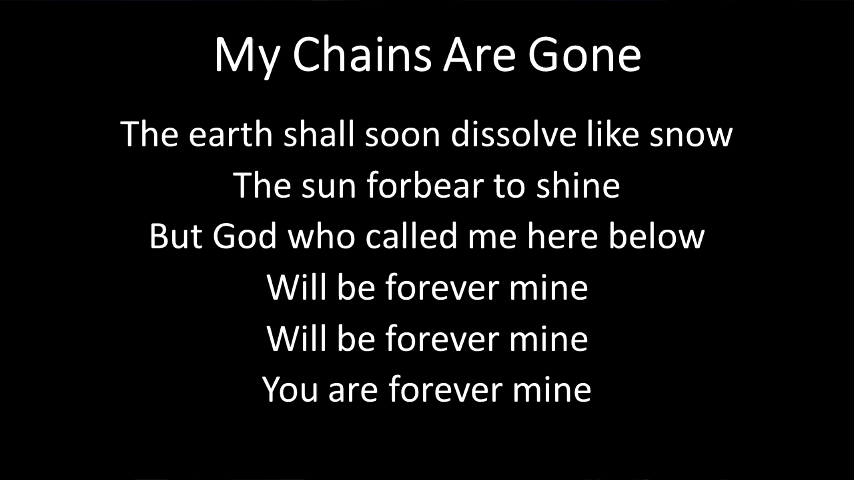 My Chains Are Gone
The earth shall soon dissolve like snow
The sun forbear to shine
But God who called me here below
Will be forever mine
Will be forever mine
You are forever mine